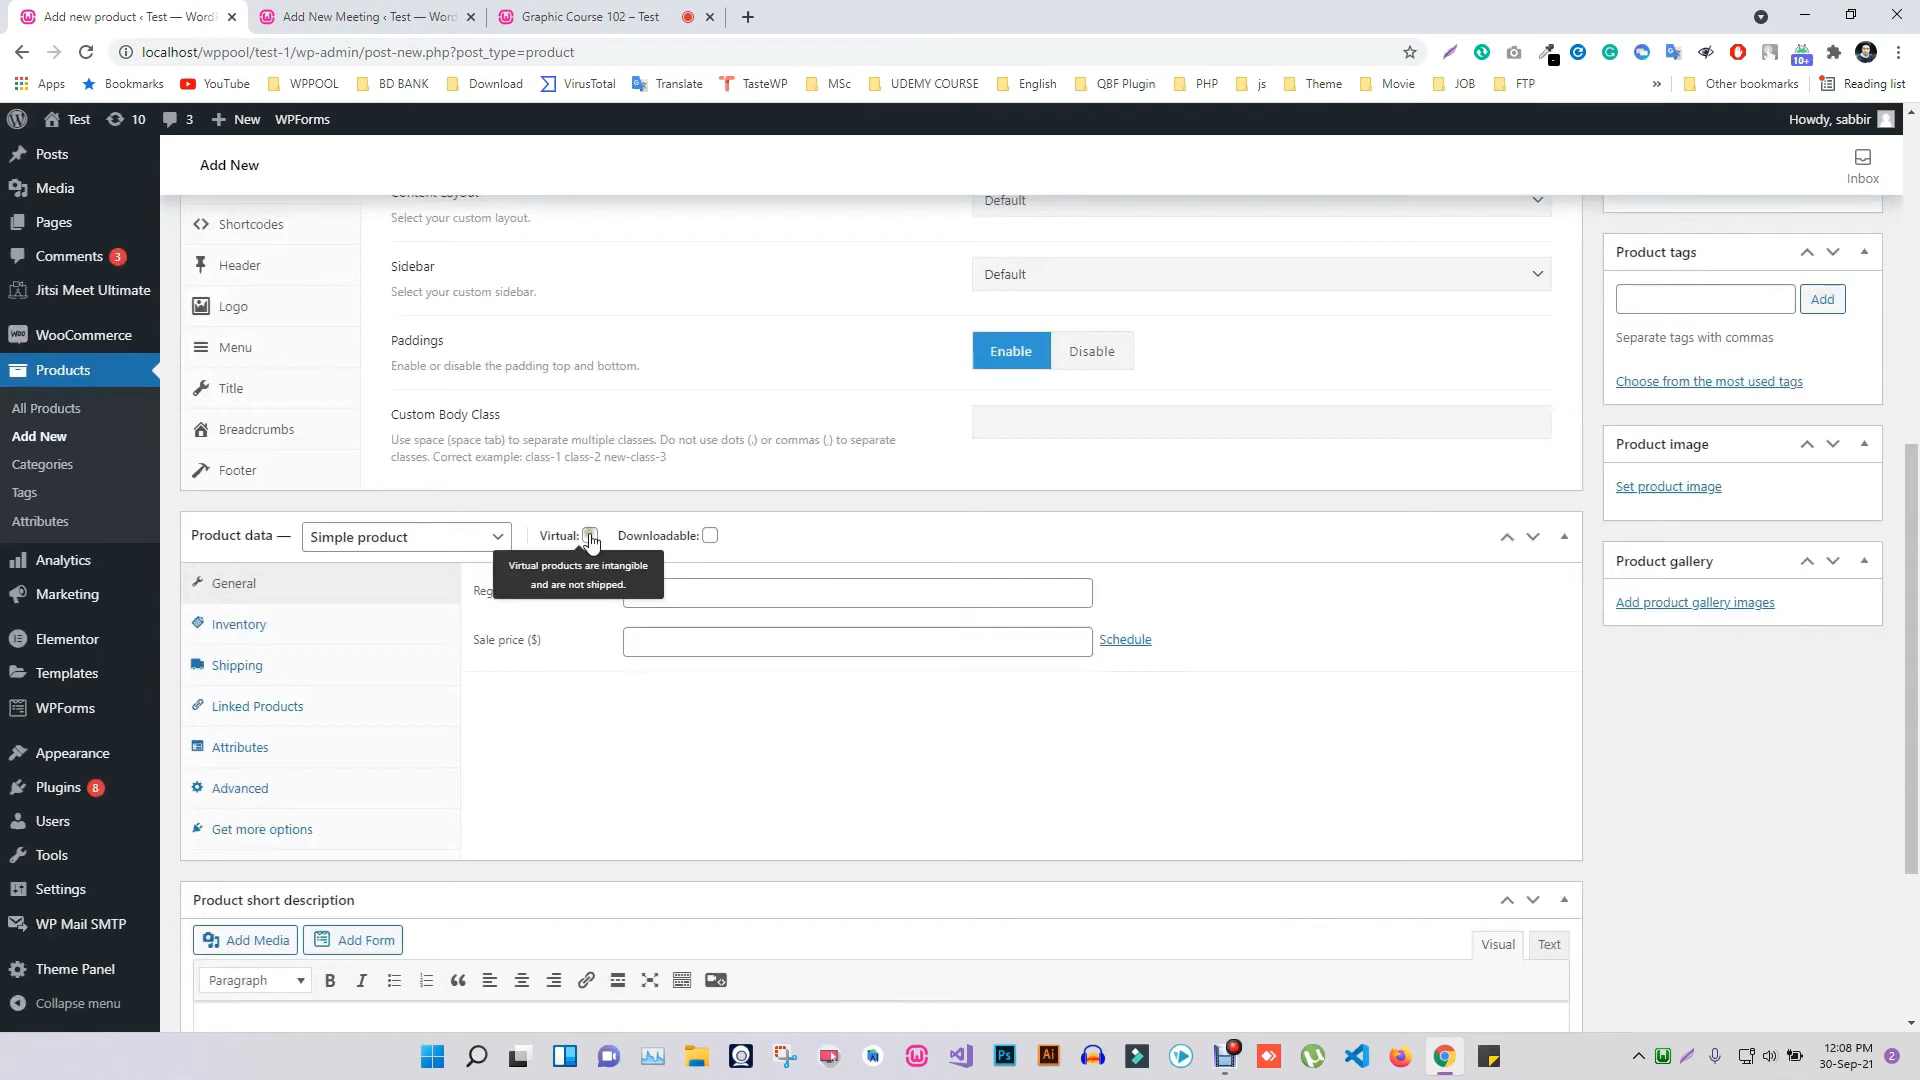 Add new product ‹ Test — Word
Add New Meeting ‹ Test — Word
Graphic Course 102 – Test
localhost/wppool/test-1/wp-admin/post-new.php?post_type=product
10+
Apps
Bookmarks
YouTube
WPPOOL
BD BANK
Download
VirusTotal
Translate
TasteWP
MSc
UDEMY COURSE
English
QBF Plugin
PHP
js
Theme
Movie
JOB
FTP
»
Other bookmarks
Reading list
Test
10
3
New
WPForms
Howdy, sabbir
Posts
Media
Pages
Comments 3
Jitsi Meet Ultimate
WooCommerce
Products
All Products
Add New
Categories
Tags
Attributes
Analytics
Marketing
Elementor
Templates
WPForms
Appearance
Plugins 8
Users
Tools
Settings
WP Mail SMTP
Theme Panel
Collapse menu
Add New
Inbox
Shortcodes
Header
Logo
Menu
Title
Breadcrumbs
Footer
Content Layout
Select your custom layout.
Default
Sidebar
Select your custom sidebar.
Default
Paddings
Enable or disable the padding top and bottom.
Enable
Disable
Custom Body Class
Use space (space tab) to separate multiple classes. Do not use dots (.) or commas (,) to separate
classes. Correct example: class-1 class-2 new-class-3
Product data —
Simple product
Virtual:
Downloadable:
Virtual products are intangible
and are not shipped.
General
Inventory
Shipping
Linked Products
Attributes
Advanced
Get more options
Reg
Sale price ($)
Schedule
Product short description
Add Media
Add Form
Visual
Text
Paragraph
Product tags
Add
Separate tags with commas
Choose from the most used tags
Product image
Set product image
Product gallery
Add product gallery images
12:08 PM
30-Sep-21
2